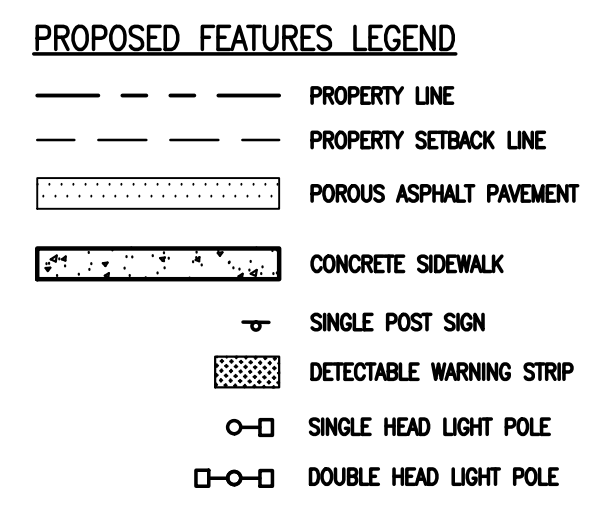 PROPOSED FEATURES LEGEND
PROPERTY LINE
PROPERTY SETBACK LINE
POROUS ASPHALT PAVEMENT
CONCRETE SIDEWALK
SINGLE POST SIGN
DETECTABLE WARNING STRIP
SINGLE HEAD LIGHT POLE
DOUBLE HEAD LIGHT POLE